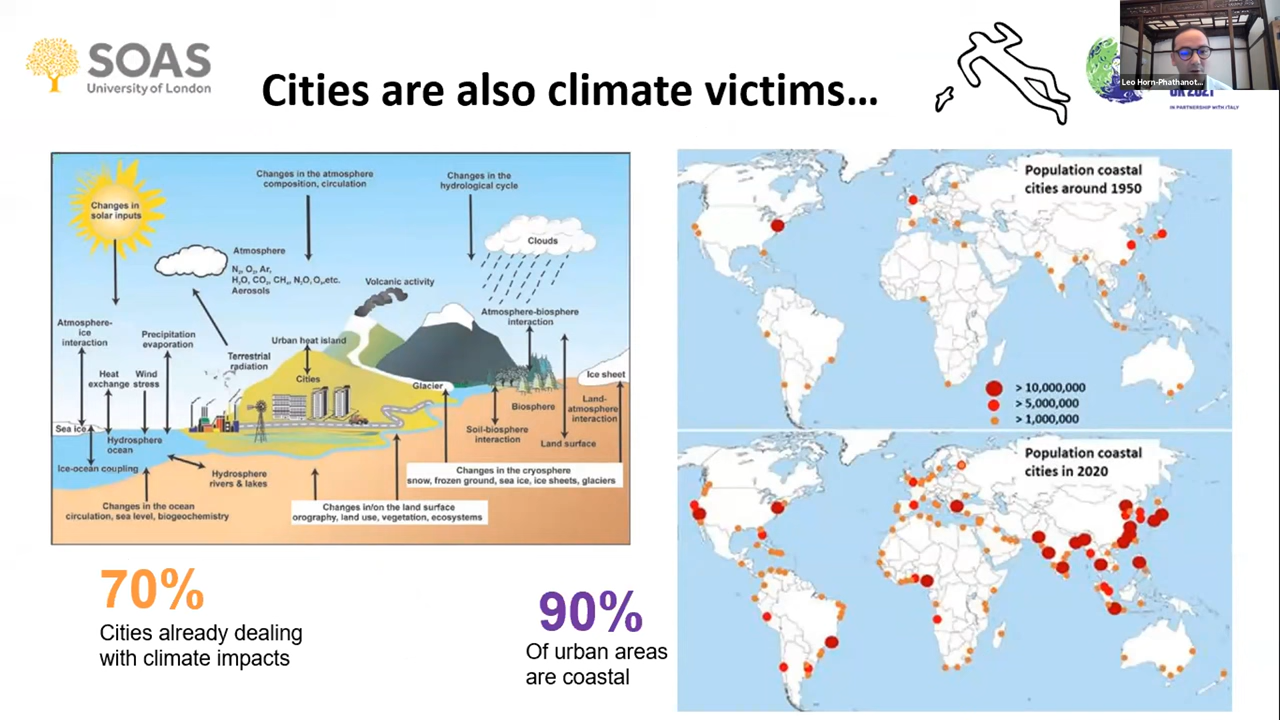 SOAS
University of London
Cities are also climate victims...
Leo Horn-Phathanot...
UK 2021
IN PARTNERSHIP WITH ITALY
Changes in
solar inputs
Changes in the atmosphere
composition, circulation
Changes in the
hydrological cycle
Clouds
Atmosphere
N₂, O₂, Ar,
H₂O, CO₂, CH₄, N₂O, O₃,etc.
Aerosols
Volcanic activity
Atmosphere-
ice
interaction
Precipitation
evaporation
Terrestrial
radiation
Urban heat island
Cities
Atmosphere-biosphere
interaction
Heat
exchange
Wind
stress
Glacier
Ice sheet
Biosphere
Land-
atmosphere
interaction
Sea ice
Hydrosphere
ocean
Soil-biosphere
interaction
Land surface
Ice-ocean coupling
Hydrosphere
rivers & lakes
Changes in the cryosphere
snow, frozen ground, sea ice, ice sheets, glaciers
Changes in the ocean
circulation, sea level, biogeochemistry
Changes in/on the land surface
orography, land use, vegetation, ecosystems
Population coastal
cities around 1950
> 10,000,000
> 5,000,000
> 1,000,000
Population coastal
cities in 2020
70%
Cities already dealing
with climate impacts
90%
Of urban areas
are coastal